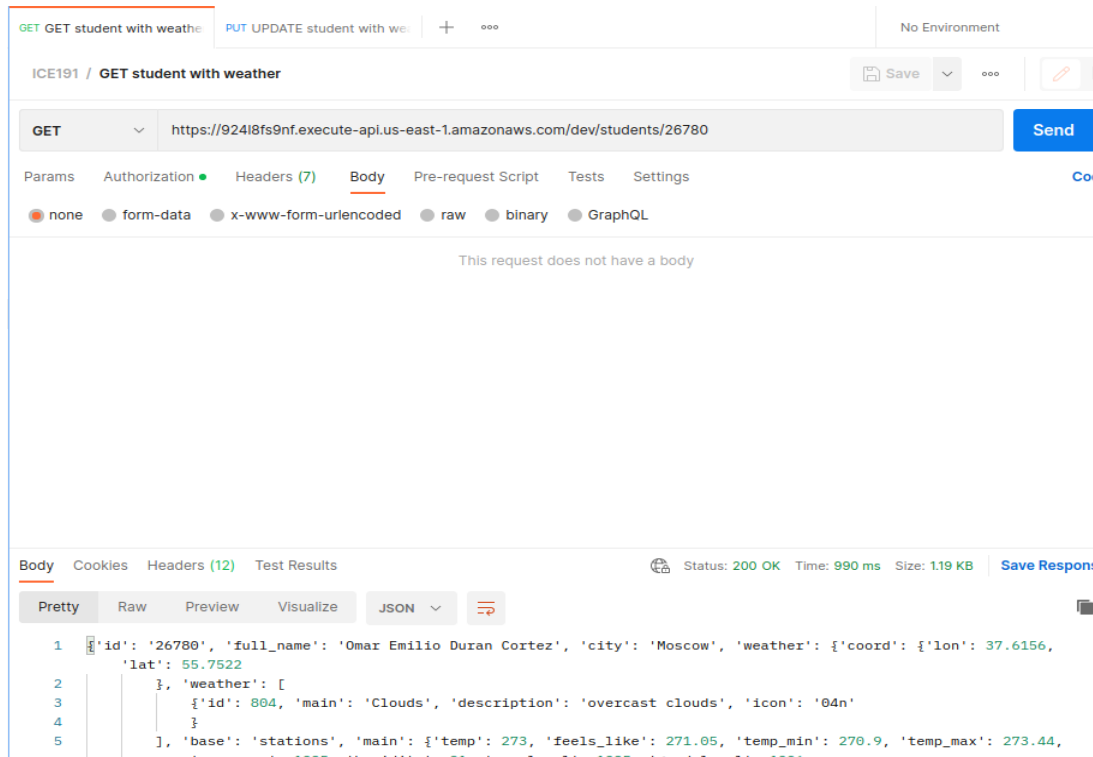 GET GET student with weathe PUT UPDATE student with we No Environment
ICE191 / GET student with weather Save
GET https://924l8fs9nf.execute-api.us-east-1.amazonaws.com/dev/students/26780 Send
Params Authorization Headers (7) Body Pre-request Script Tests Settings Coo
none form-data x-www-form-urlencoded raw binary GraphQL
This request does not have a body
Body Cookies Headers (12) Test Results Status: 200 OK Time: 990 ms Size: 1.19 KB Save Respons
Pretty Raw Preview Visualize JSON
1 {'id': '26780', 'full_name': 'Omar Emilio Duran Cortez', 'city': 'Moscow', 'weather': {'coord': {'lon': 37.6156,
'lat': 55.7522
2 }, 'weather': [
3 {'id': 804, 'main': 'Clouds', 'description': 'overcast clouds', 'icon': '04n'
4 }
5 ], 'base': 'stations', 'main': {'temp': 273, 'feels_like': 271.05, 'temp_min': 270.9, 'temp_max': 273.44,